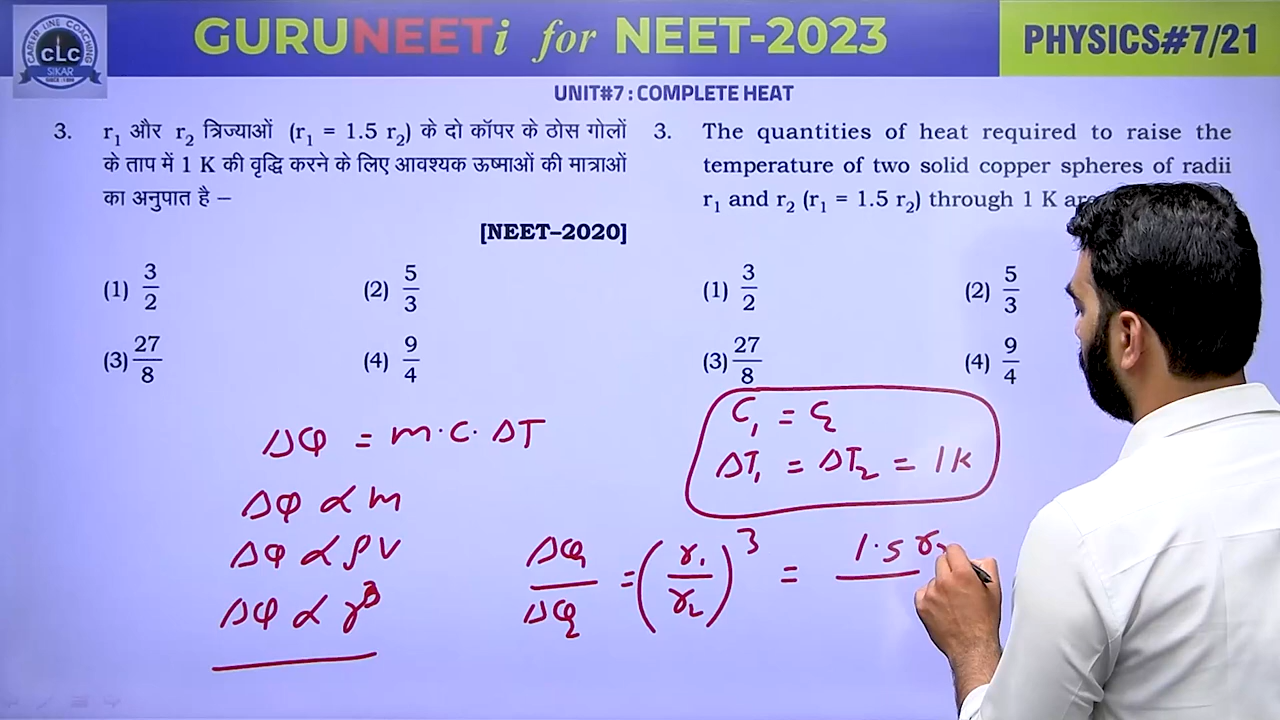 CAREER LINE COACHING
CLC
SIKAR
SINCE : 1996
GURUNEETi for NEET-2023
PHYSICS#7/21
UNIT#7 : COMPLETE HEAT
3. r₁ और r₂ त्रिज्याओं (r₁ = 1.5 r₂) के दो कॉपर के ठोस गोलों
के ताप में 1 K की वृद्धि करने के लिए आवश्यक ऊष्माओं की मात्राओं
का अनुपात है –
[NEET–2020]
(1) 3/2 (2) 5/3
(3) 27/8 (4) 9/4
3. The quantities of heat required to raise the
temperature of two solid copper spheres of radii
r₁ and r₂ (r₁ = 1.5 r₂) through 1 K are
(1) 3/2 (2) 5/3
(3) 27/8 (4) 9/4
ΔQ = m·C·ΔT
ΔQ ∝ m
ΔQ ∝ ρV
ΔQ ∝ r³
C₁ = C₂
ΔT₁ = ΔT₂ = 1K
ΔQ₁/ΔQ₂ = (r₁/r₂)³ = 1.5 r₂